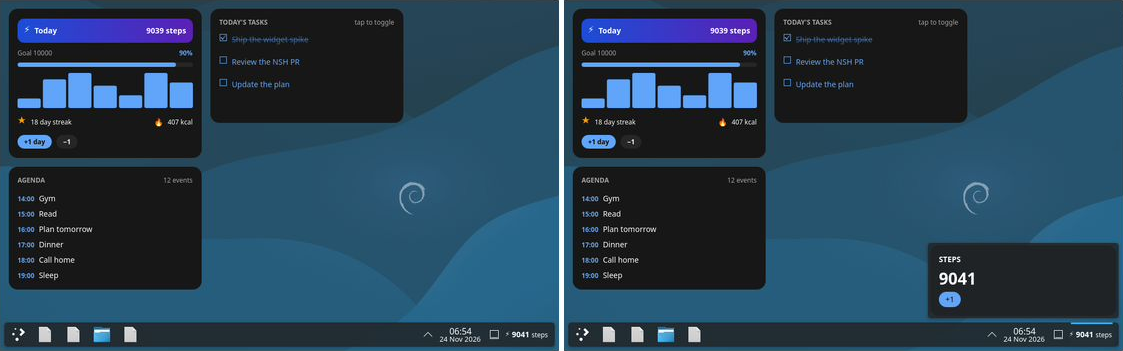 Today 9039 steps
Goal 10000 90%
18 day streak 407 kcal
+1 day −1
TODAY'S TASKS tap to toggle
Ship the widget spike
Review the NSH PR
Update the plan
AGENDA 12 events
14:00 Gym
15:00 Read
16:00 Plan tomorrow
17:00 Dinner
18:00 Call home
19:00 Sleep
06:54
24 Nov 2026
9041 steps
Today 9039 steps
Goal 10000 90%
18 day streak 407 kcal
+1 day −1
TODAY'S TASKS tap to toggle
Ship the widget spike
Review the NSH PR
Update the plan
AGENDA 12 events
14:00 Gym
15:00 Read
16:00 Plan tomorrow
17:00 Dinner
18:00 Call home
19:00 Sleep
STEPS
9041
+1
06:54
24 Nov 2026
9041 steps